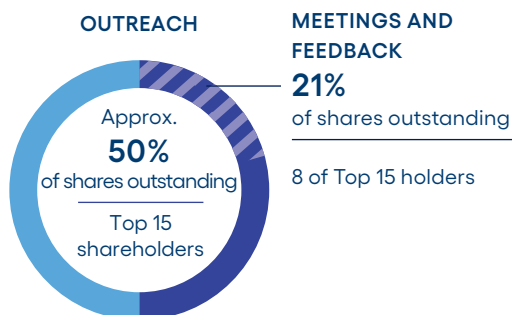 OUTREACH
Approx.
50%
of shares outstanding
Top 15
shareholders
MEETINGS AND
FEEDBACK
21%
of shares outstanding
8 of Top 15 holders